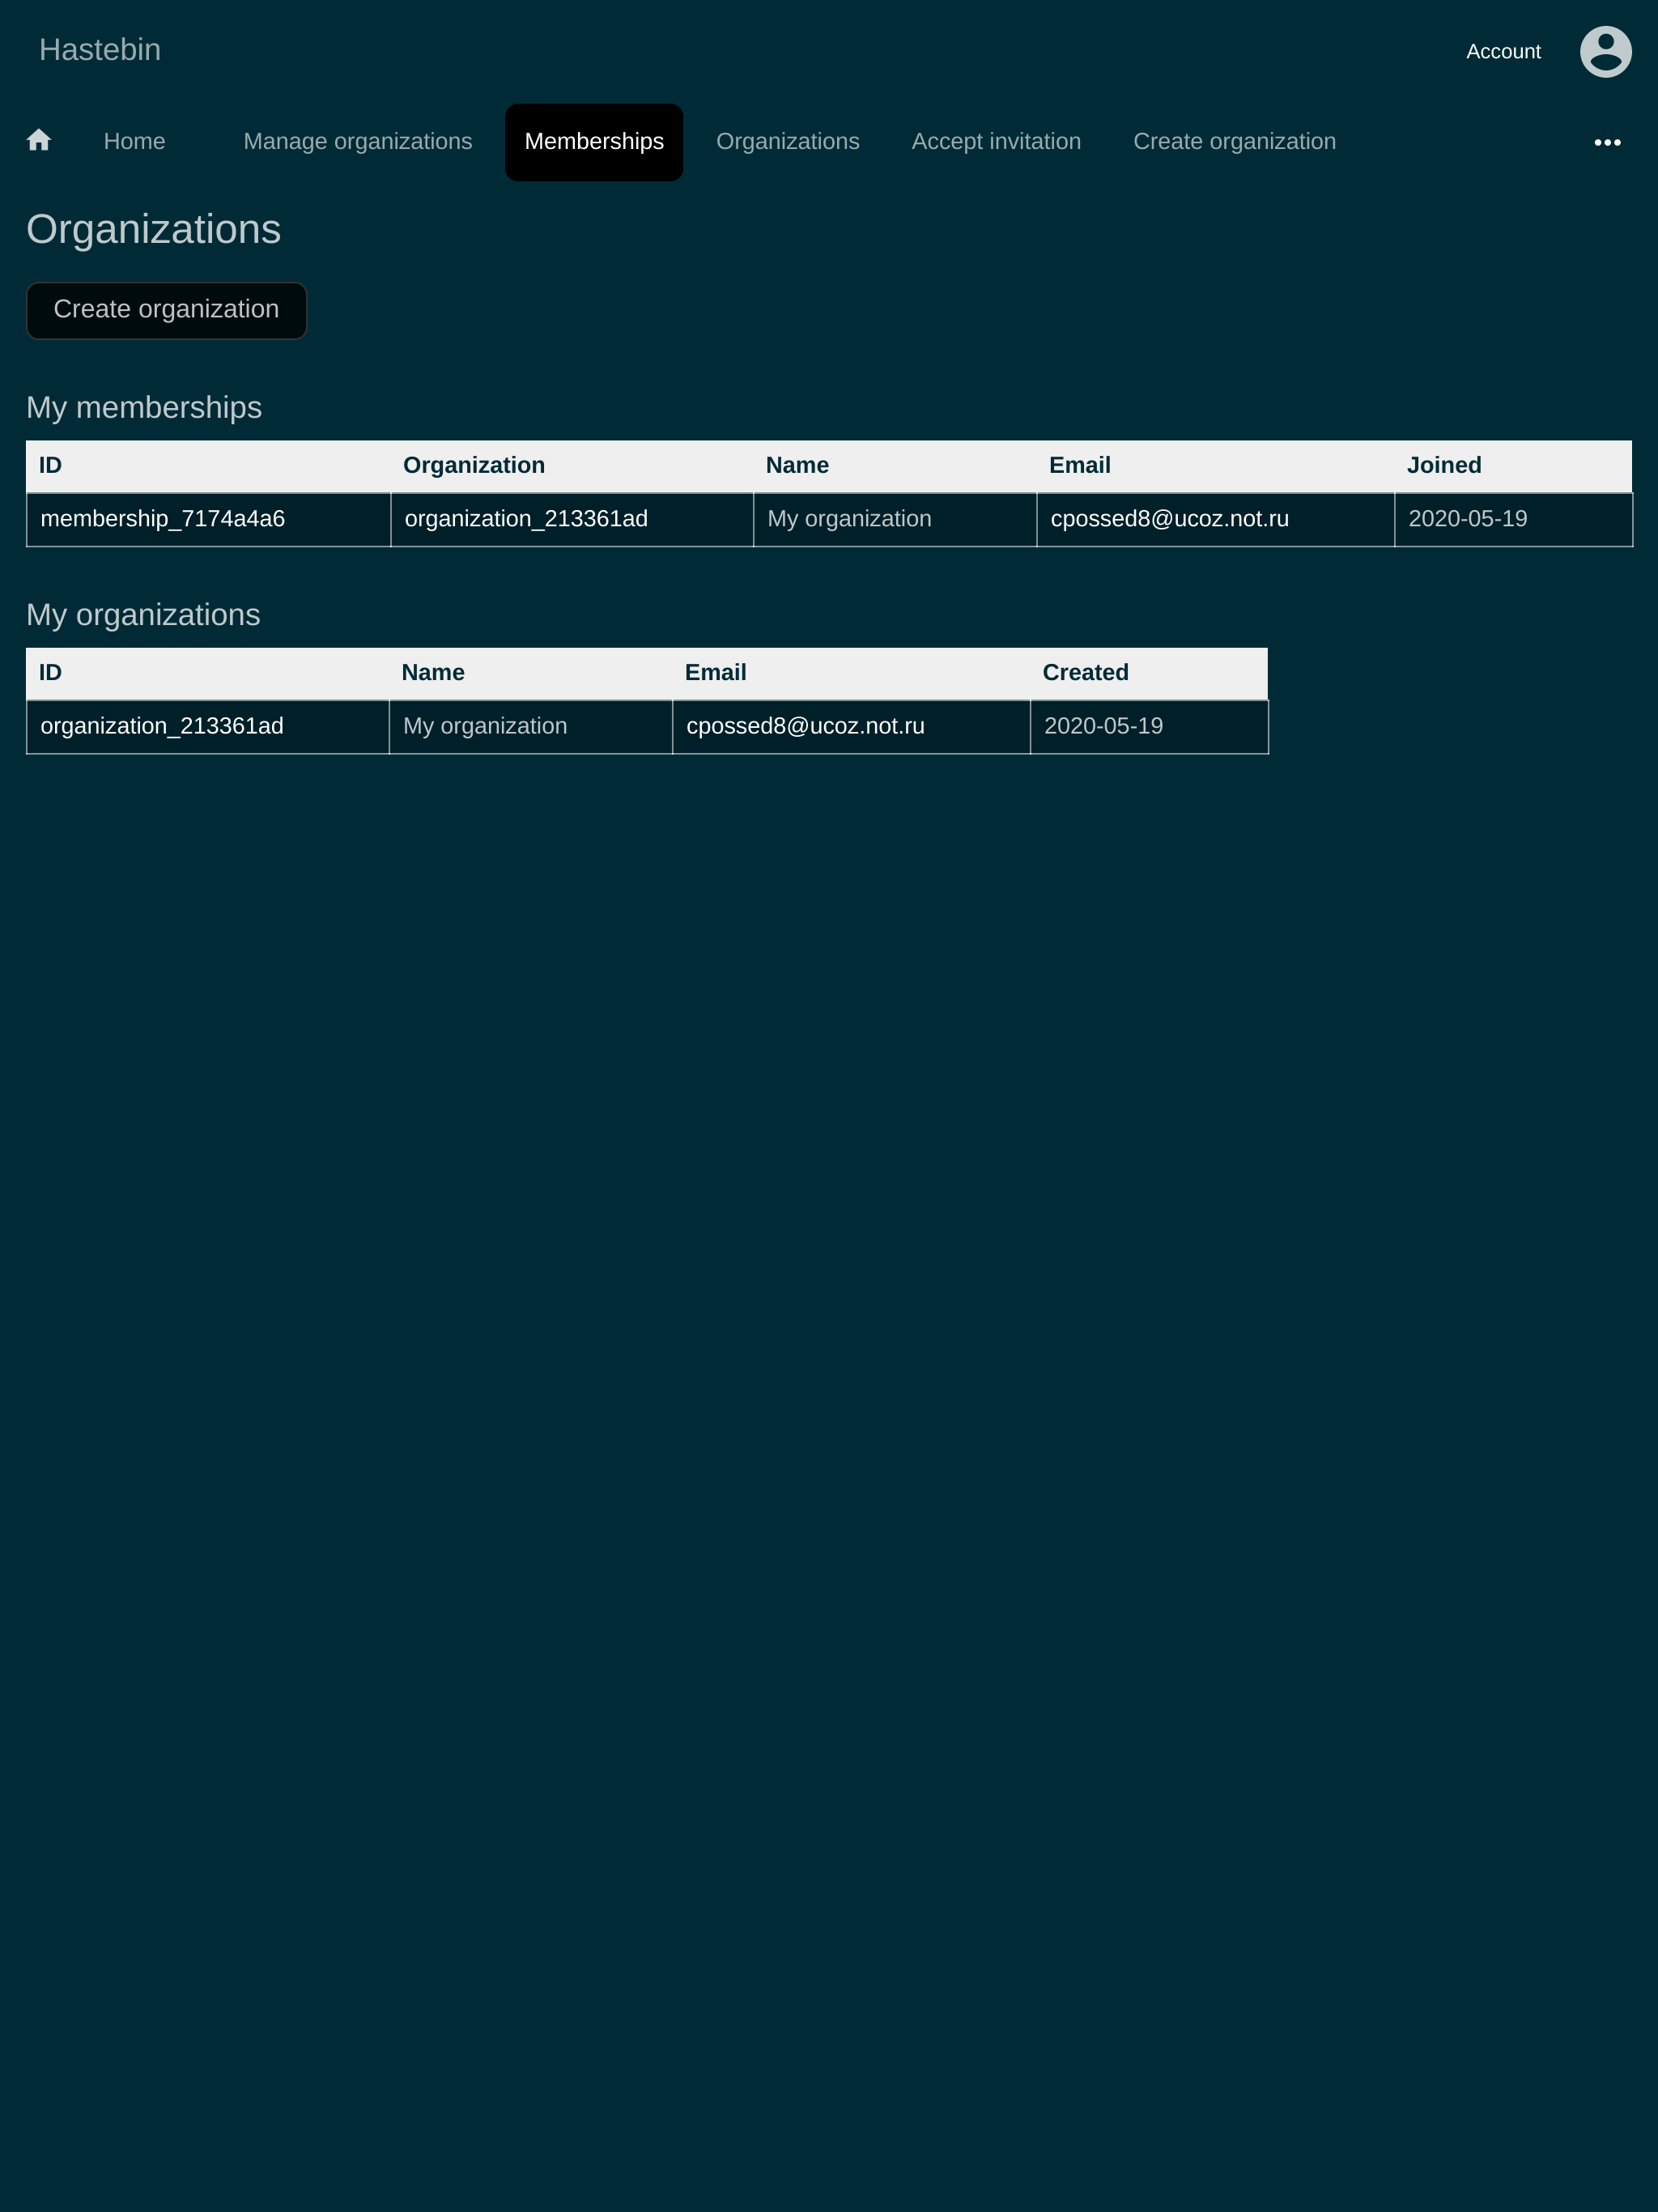 Hastebin
Account
Home Manage organizations Memberships Organizations Accept invitation Create organization
Organizations
Create organization
My memberships
ID Organization Name Email Joined
membership_7174a4a6 organization_213361ad My organization cpossed8@ucoz.not.ru 2020-05-19
My organizations
ID Name Email Created
organization_213361ad My organization cpossed8@ucoz.not.ru 2020-05-19